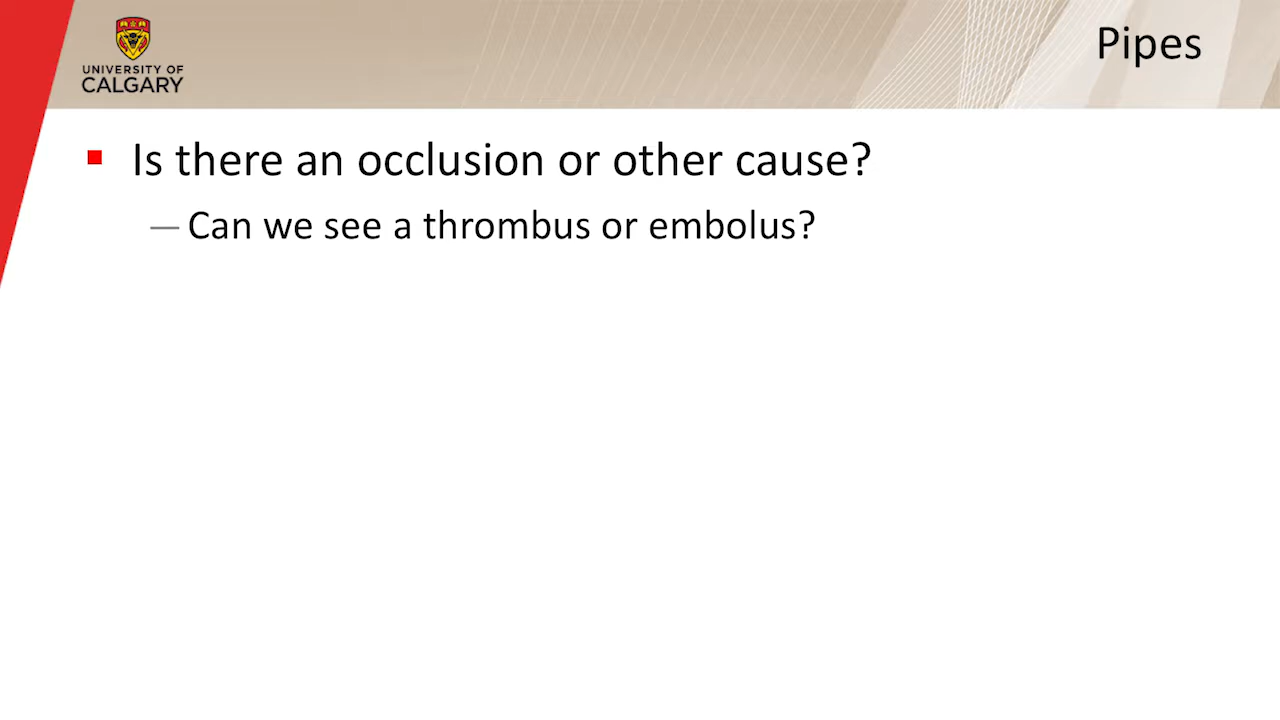 UNIVERSITY OF
CALGARY
Pipes
Is there an occlusion or other cause?
— Can we see a thrombus or embolus?